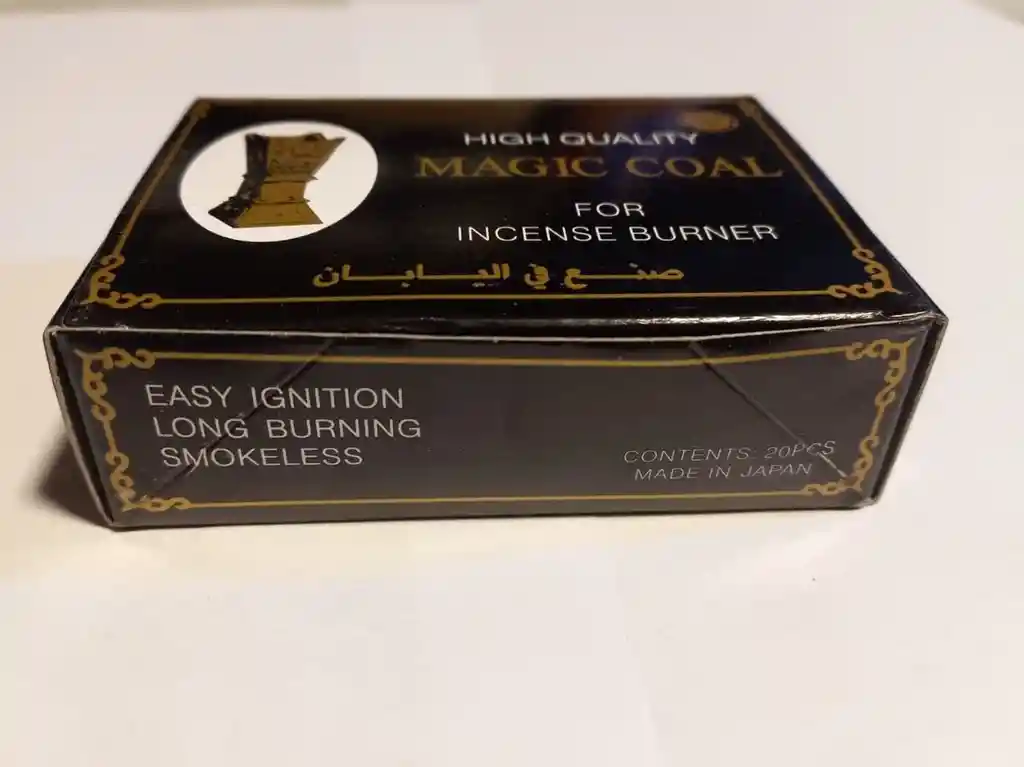 HIGH QUALITY
MAGIC COAL
FOR
INCENSE BURNER
صنع في اليابان
EASY IGNITION
LONG BURNING
SMOKELESS
CONTENTS: 20PCS
MADE IN JAPAN